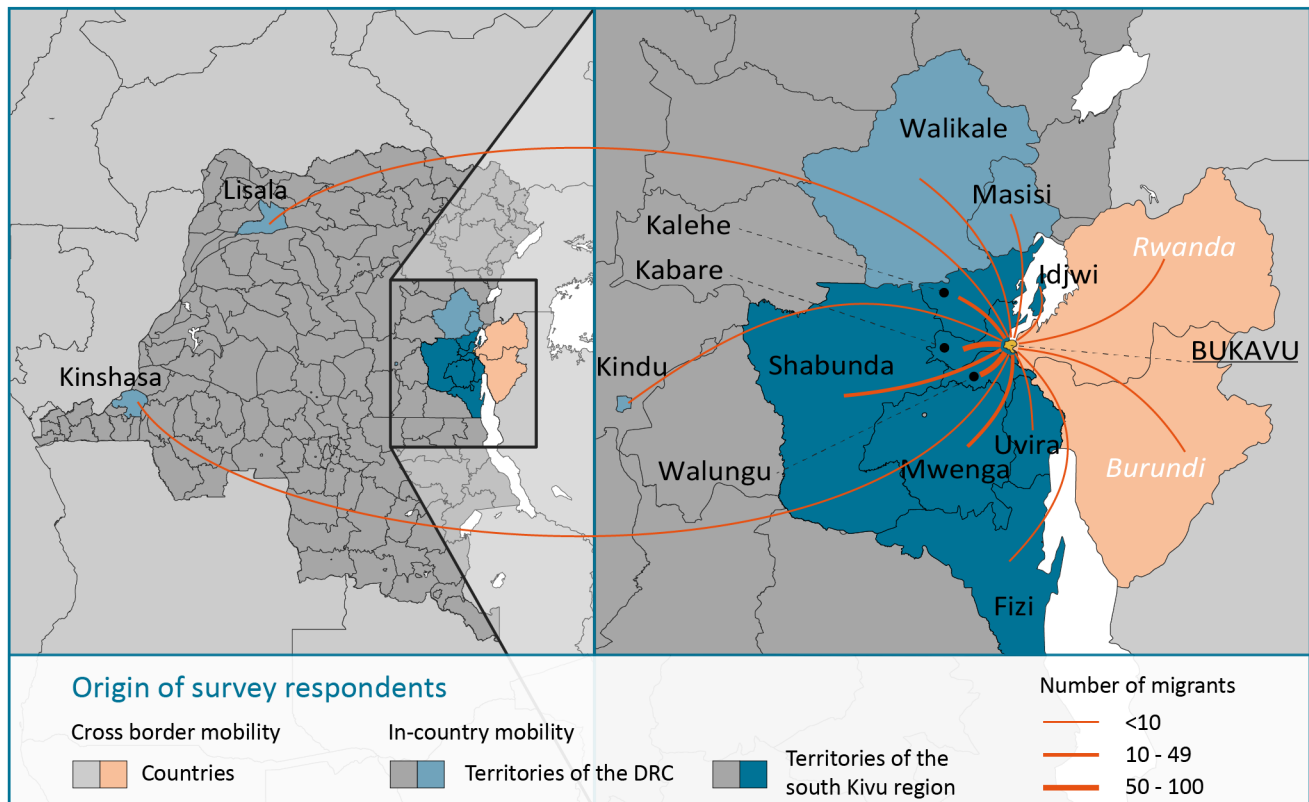 Lisala
Kinshasa
Walikale
Masisi
Kalehe
Kabare
Idjwi
Rwanda
BUKAVU
Kindu
Shabunda
Uvira
Walungu
Mwenga
Burundi
Fizi
Origin of survey respondents
Cross border mobility
Countries
In-country mobility
Territories of the DRC
Territories of the
south Kivu region
Number of migrants
<10
10 - 49
50 - 100